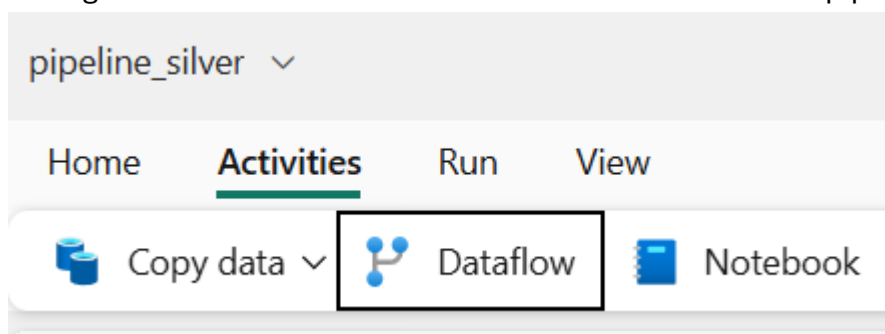 pipeline_silver
Home Activities Run View
Copy data Dataflow Notebook